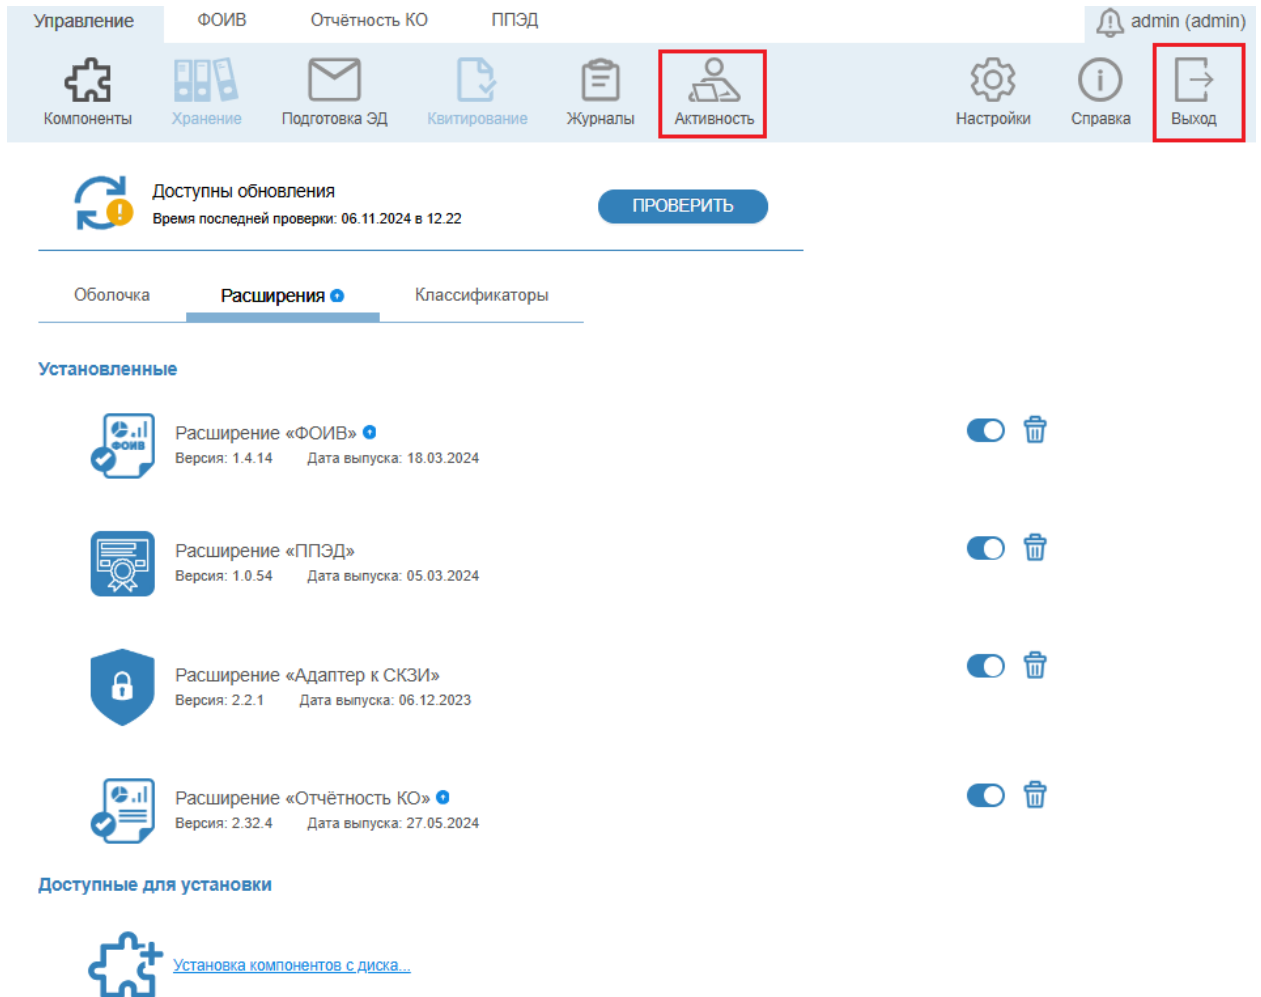 Управление ФОИВ Отчётность КО ППЭД admin (admin)
Компоненты Хранение Подготовка ЭД Квитирование Журналы Активность Настройки Справка Выход
Доступны обновления
Время последней проверки: 06.11.2024 в 12.22
ПРОВЕРИТЬ
Оболочка Расширения Классификаторы
Установленные
ФОИВ
Расширение «ФОИВ»
Версия: 1.4.14 Дата выпуска: 18.03.2024
Расширение «ППЭД»
Версия: 1.0.54 Дата выпуска: 05.03.2024
Расширение «Адаптер к СКЗИ»
Версия: 2.2.1 Дата выпуска: 06.12.2023
Расширение «Отчётность КО»
Версия: 2.32.4 Дата выпуска: 27.05.2024
Доступные для установки
Установка компонентов с диска...